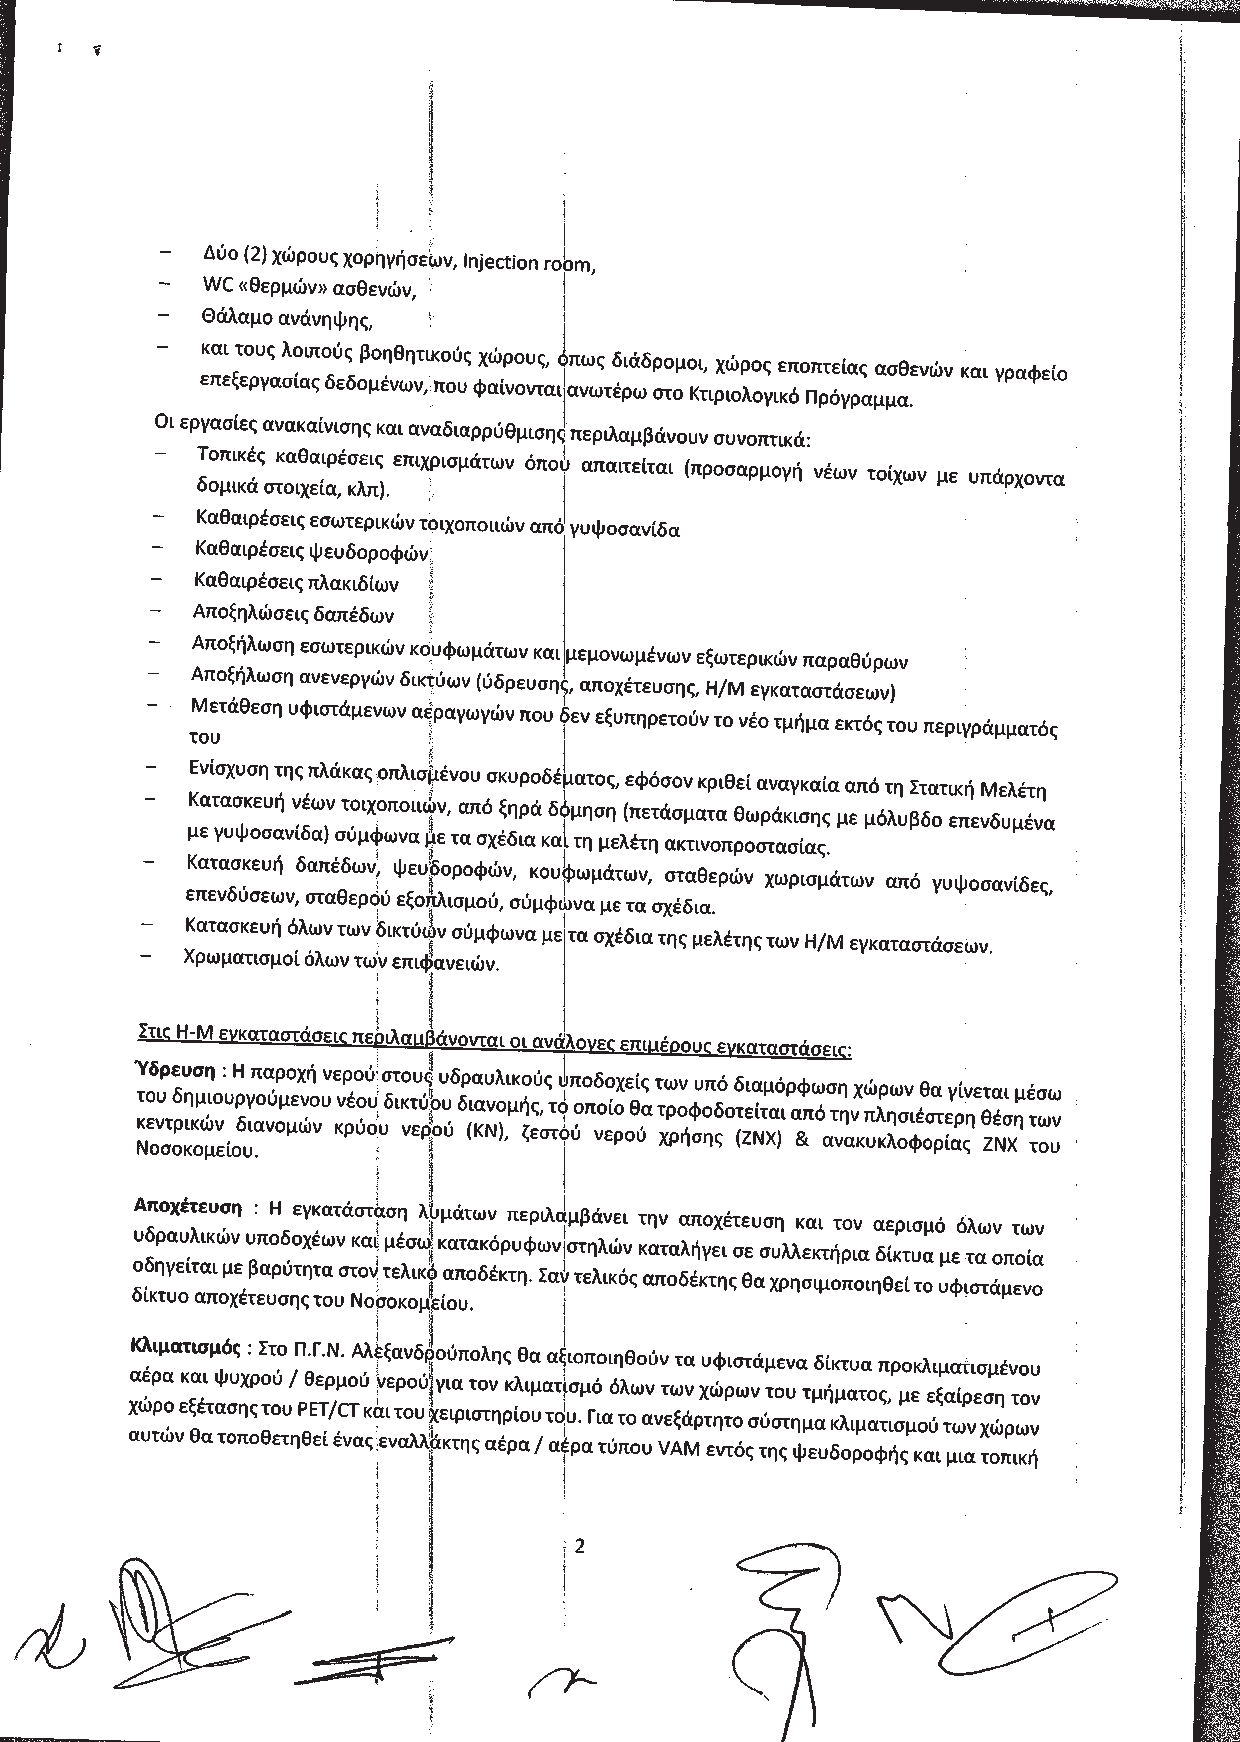 – Δύο (2) χώρους χορηγήσεων, Injection room,
– WC «θερμών» ασθενών,
– Θάλαμο ανάνηψης,
– και τους λοιπούς βοηθητικούς χώρους, όπως διάδρομοι, χώρος εποπτείας ασθενών και γραφείο
επεξεργασίας δεδομένων, που φαίνονται ανωτέρω στο Κτιριολογικό Πρόγραμμα.
Οι εργασίες ανακαίνισης και αναδιαρρύθμισης περιλαμβάνουν συνοπτικά:
– Τοπικές καθαιρέσεις επιχρισμάτων όπου απαιτείται (προσαρμογή νέων τοίχων με υπάρχοντα
δομικά στοιχεία, κλπ).
– Καθαιρέσεις εσωτερικών τοιχοποιιών από γυψοσανίδα
– Καθαιρέσεις ψευδοροφών
– Καθαιρέσεις πλακιδίων
– Αποξηλώσεις δαπέδων
– Αποξήλωση εσωτερικών κουφωμάτων και μεμονωμένων εξωτερικών παραθύρων
– Αποξήλωση ανενεργών δικτύων (ύδρευσης, αποχέτευσης, Η/Μ εγκαταστάσεων)
– Μετάθεση υφιστάμενων αεραγωγών που δεν εξυπηρετούν το νέο τμήμα εκτός του περιγράμματός
του
– Ενίσχυση της πλάκας οπλισμένου σκυροδέματος, εφόσον κριθεί αναγκαία από τη Στατική Μελέτη
– Κατασκευή νέων τοιχοποιιών, από ξηρά δόμηση (πετάσματα θωράκισης με μόλυβδο επενδυμένα
με γυψοσανίδα) σύμφωνα με τα σχέδια και τη μελέτη ακτινοπροστασίας.
– Κατασκευή δαπέδων, ψευδοροφών, κουφωμάτων, σταθερών χωρισμάτων από γυψοσανίδες,
επενδύσεων, σταθερού εξοπλισμού, σύμφωνα με τα σχέδια.
– Κατασκευή όλων των δικτύων σύμφωνα με τα σχέδια της μελέτης των Η/Μ εγκαταστάσεων.
– Χρωματισμοί όλων των επιφανειών.
Στις Η-Μ εγκαταστάσεις περιλαμβάνονται οι ανάλογες επιμέρους εγκαταστάσεις:
Ύδρευση : Η παροχή νερού στους υδραυλικούς υποδοχείς των υπό διαμόρφωση χώρων θα γίνεται μέσω
του δημιουργούμενου νέου δικτύου διανομής, το οποίο θα τροφοδοτείται από την πλησιέστερη θέση των
κεντρικών διανομών κρύου νερού (ΚΝ), ζεστού νερού χρήσης (ΖΝΧ) & ανακυκλοφορίας ΖΝΧ του
Νοσοκομείου.
Αποχέτευση : Η εγκατάσταση λυμάτων περιλαμβάνει την αποχέτευση και τον αερισμό όλων των
υδραυλικών υποδοχέων και μέσω κατακόρυφων στηλών καταλήγει σε συλλεκτήρια δίκτυα με τα οποία
οδηγείται με βαρύτητα στον τελικό αποδέκτη. Σαν τελικός αποδέκτης θα χρησιμοποιηθεί το υφιστάμενο
δίκτυο αποχέτευσης του Νοσοκομείου.
Κλιματισμός : Στο Π.Γ.Ν. Αλεξανδρούπολης θα αξιοποιηθούν τα υφιστάμενα δίκτυα προκλιματισμένου
αέρα και ψυχρού / θερμού νερού για τον κλιματισμό όλων των χώρων του τμήματος, με εξαίρεση τον
χώρο εξέτασης του PET/CT και του χειριστηρίου του. Για το ανεξάρτητο σύστημα κλιματισμού των χώρων
αυτών θα τοποθετηθεί ένας εναλλάκτης αέρα / αέρα τύπου VAM εντός της ψευδοροφής και μια τοπική
2